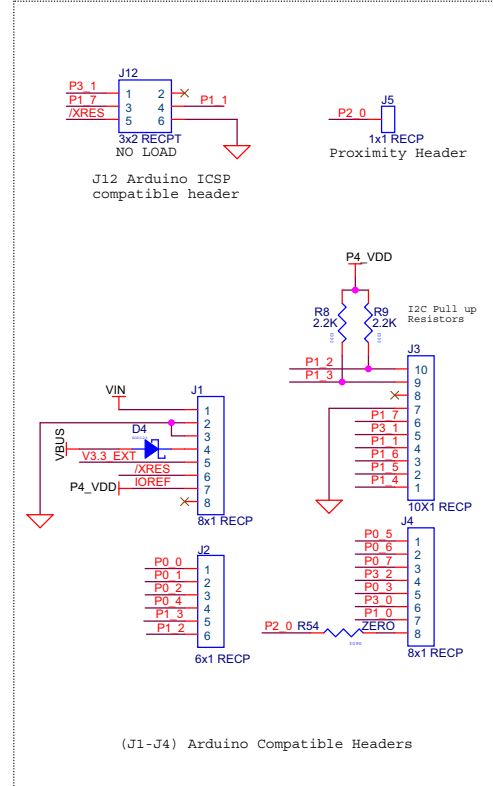 J12
P3_1 1 2
P1_7 3 4 P1_1
/XRES 5 6
3x2 RECPT
NO LOAD
J12 Arduino ICSP
compatible header
J5
P2_0
1x1 RECP
Proximity Header
P4_VDD
R8 R9
2.2K 2.2K
I2C Pull up
Resistors
J3
P1_2 10
P1_3 9
8
7
P1_7 6
P3_1 5
P1_1 4
P1_6 3
P1_5 2
P1_4 1
10X1 RECP
VIN J1
1
2
D4 3
VBUS 4
V3.3_EXT 5
/XRES 6
P4_VDD IOREF 7
8
8x1 RECP
J2
P0_0 1
P0_1 2
P0_2 3
P0_4 4
P1_3 5
P1_2 6
6x1 RECP
J4
P0_5 1
P0_6 2
P0_7 3
P3_2 4
P0_3 5
P3_0 6
P1_0 7
P2_0 R54 ZERO 8
8x1 RECP
(J1-J4) Arduino Compatible Headers